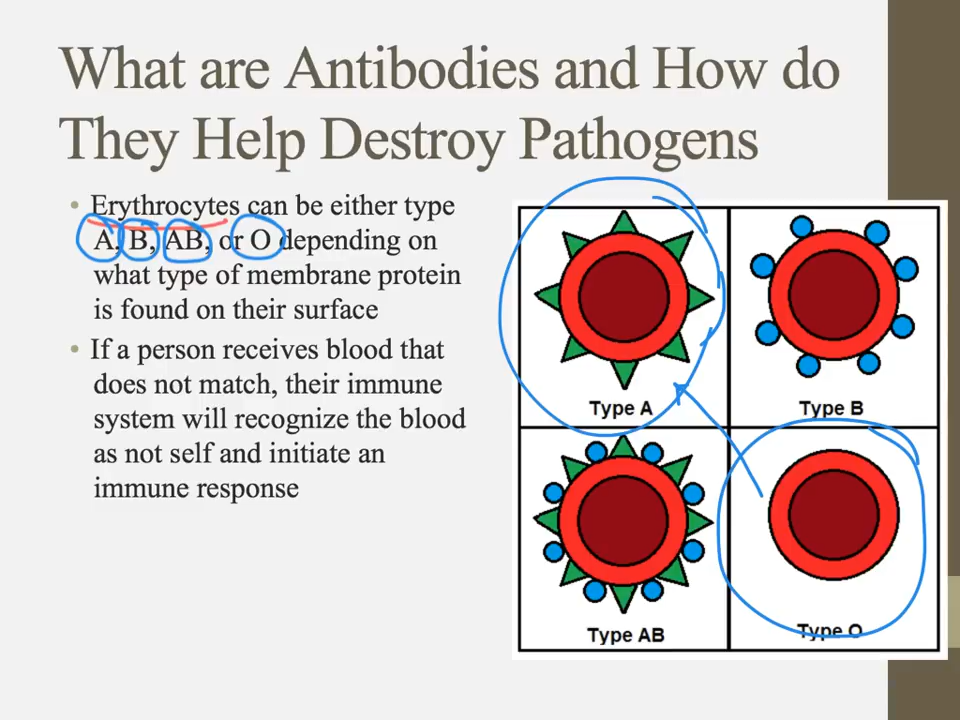 What are Antibodies and How do
They Help Destroy Pathogens
• Erythrocytes can be either type
A, B, AB, or O depending on
what type of membrane protein
is found on their surface
• If a person receives blood that
does not match, their immune
system will recognize the blood
as not self and initiate an
immune response
Type A
Type B
Type AB
Type O